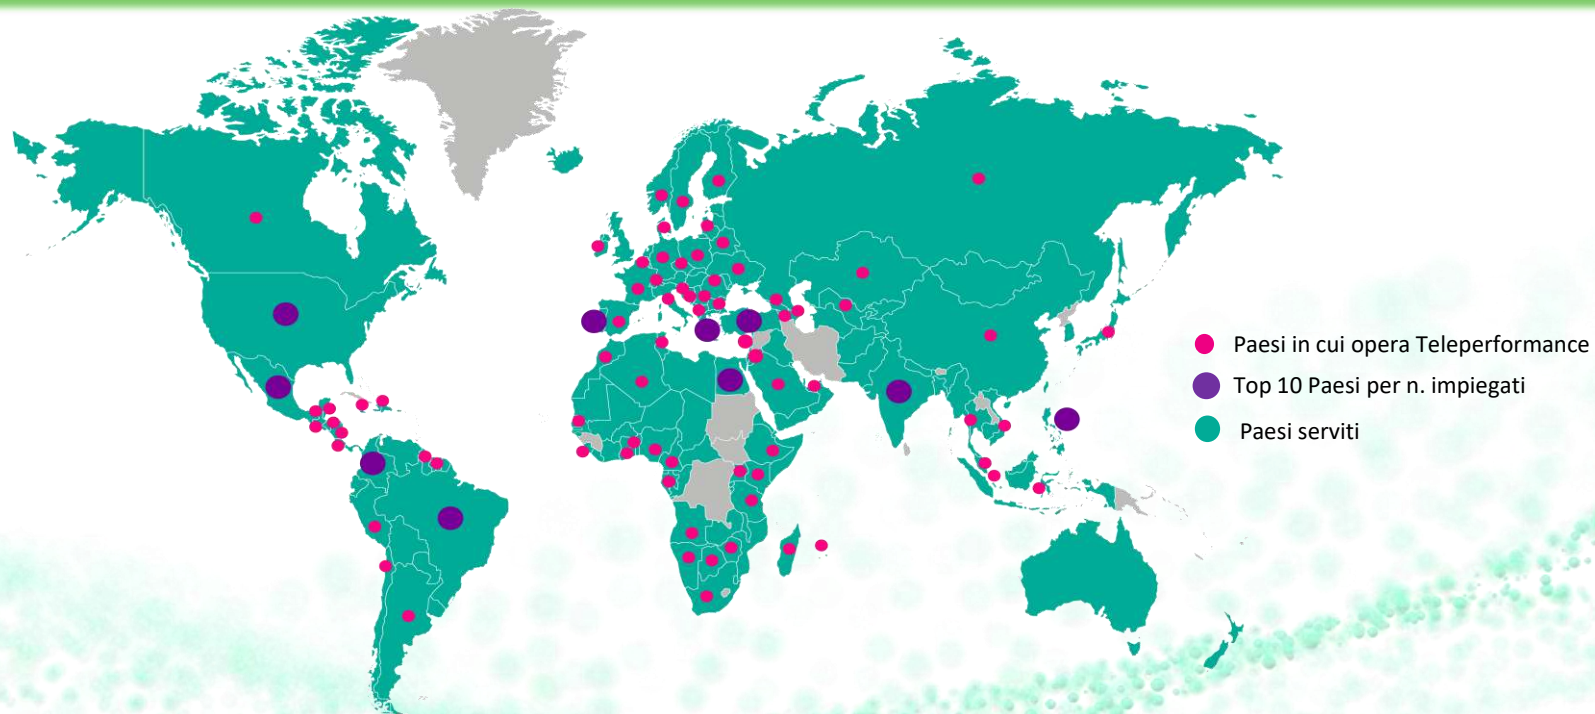 Paesi in cui opera Teleperformance
Top 10 Paesi per n. impiegati
Paesi serviti